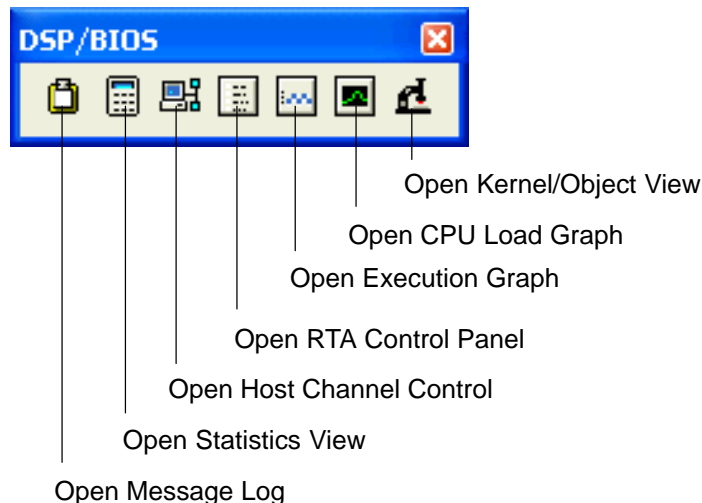 DSP/BIOS
Open Kernel/Object View
Open CPU Load Graph
Open Execution Graph
Open RTA Control Panel
Open Host Channel Control
Open Statistics View
Open Message Log